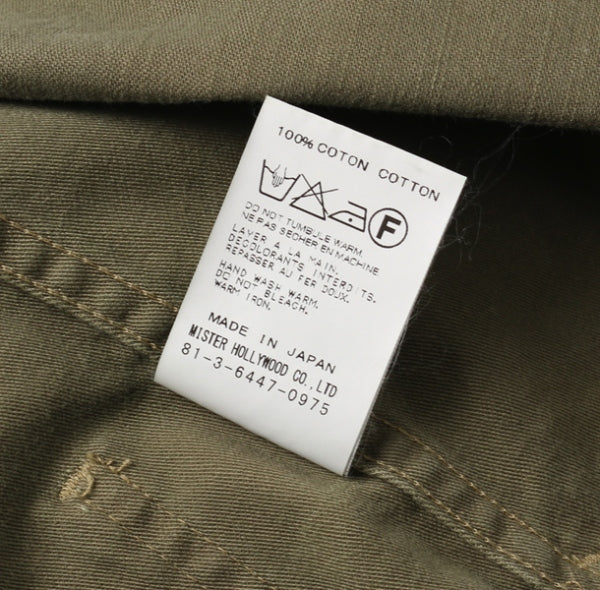 100% COTON COTTON
F
DO NOT TUMBULE WARM.
NE PAS SECHER EN MACHINE
LAVER A LA MAIN.
DECOLORANTS INTERDITS.
REPASSER AU FER DOUX.
HAND WASH WARM.
DO NOT BLEACH.
WARM IRON.
MADE IN JAPAN
MISTER HOLLYWOOD CO.,LTD
81-3-6447-0975